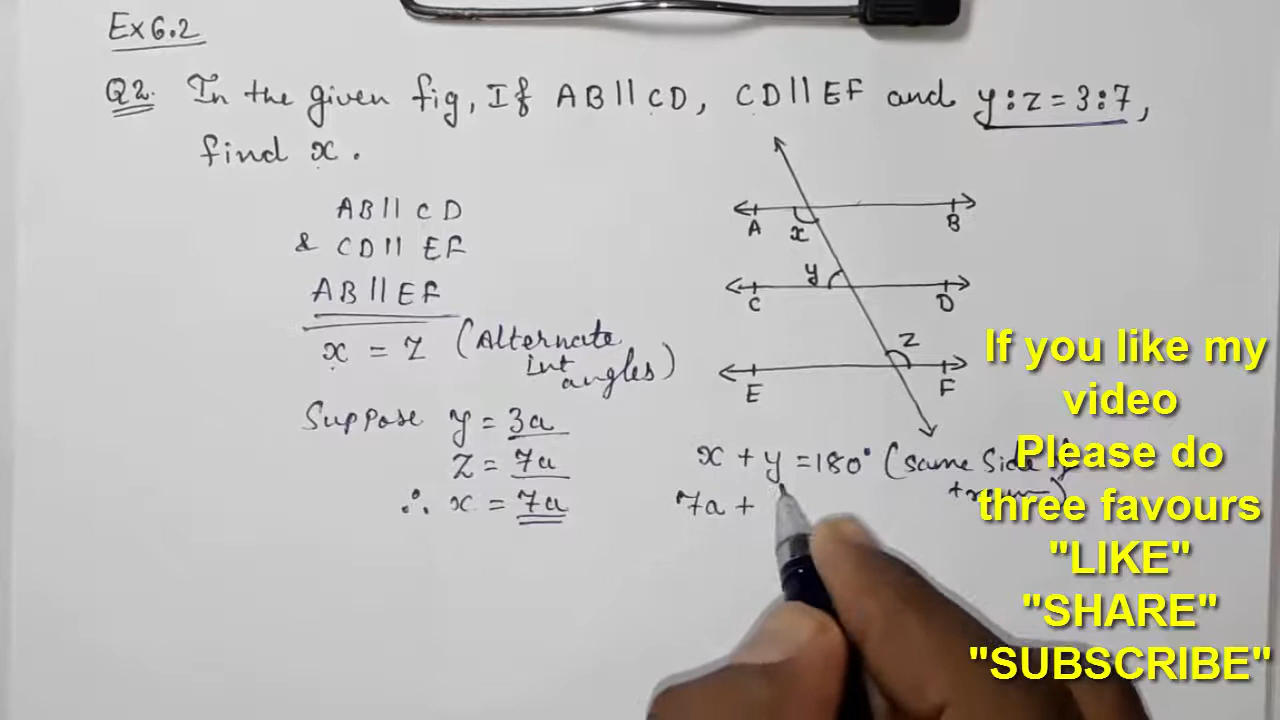 Ex 6.2
Q2. In the given fig, If AB || CD, CD || EF and y : z = 3 : 7,
find x.
AB || CD
& CD || EF
AB || EF
x = z (Alternate
int
angles)
Suppose y = 3a
z = 7a
∴ x = 7a
A
B
x
y
C
D
z
E
F
x + y = 180° (same Side
7a +
If you like my
video
Please do
three favours
"LIKE"
"SHARE"
"SUBSCRIBE"